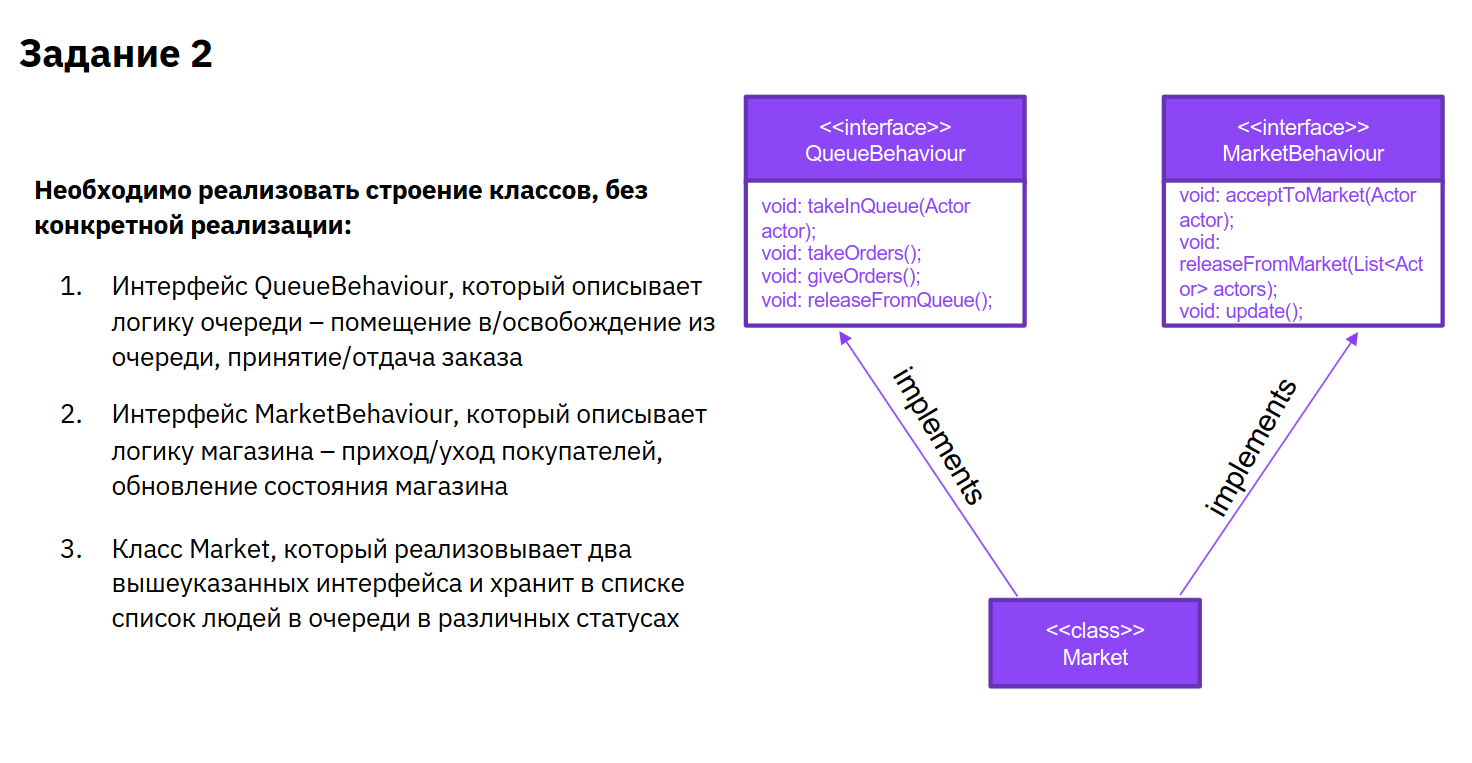 Задание 2
Необходимо реализовать строение классов, без
конкретной реализации:
1. Интерфейс QueueBehaviour, который описывает
логику очереди – помещение в/освобождение из
очереди, принятие/отдача заказа
2. Интерфейс MarketBehaviour, который описывает
логику магазина – приход/уход покупателей,
обновление состояния магазина
3. Класс Market, который реализовывает два
вышеуказанных интерфейса и хранит в списке
список людей в очереди в различных статусах
<<interface>>
QueueBehaviour
void: takeInQueue(Actor
actor);
void: takeOrders();
void: giveOrders();
void: releaseFromQueue();
<<interface>>
MarketBehaviour
void: acceptToMarket(Actor
actor);
void:
releaseFromMarket(List<Act
or> actors);
void: update();
implements
implements
<<class>>
Market